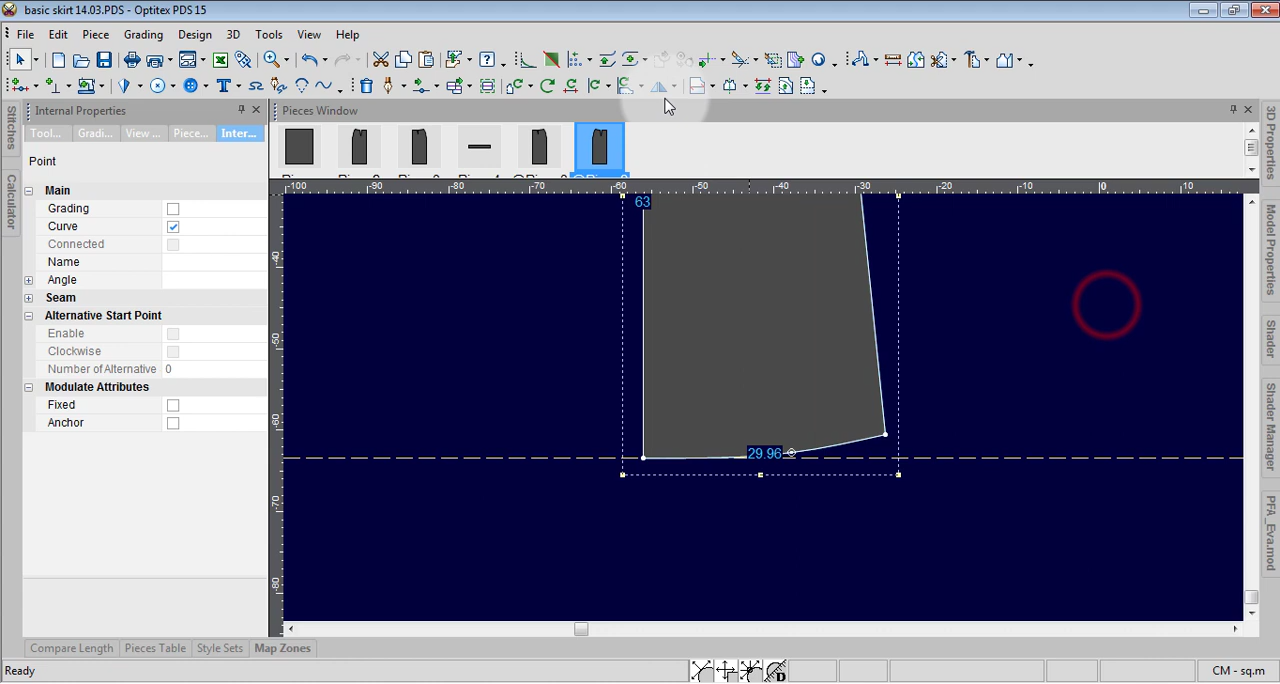 basic skirt 14.03.PDS - Optitex PDS 15
File Edit Piece Grading Design 3D Tools View Help
Internal Properties
Pieces Window
Tool... Gradi... View ... Piece... Inter...
Point
Main
Grading
Curve
Connected
Name
Angle
Seam
Alternative Start Point
Enable
Clockwise
Number of Alternative 0
Modulate Attributes
Fixed
Anchor
Stitches
Calculator
-100 -90 -80 -70 -60 -50 -40 -30 -20 -10 0 10
-40
-50
-60
-70
-80
63
29.96
3D Properties
Model Properties
Shader
Shader Manager
PFA_Eva.mod
Compare Length Pieces Table Style Sets Map Zones
Ready
CM - sq.m